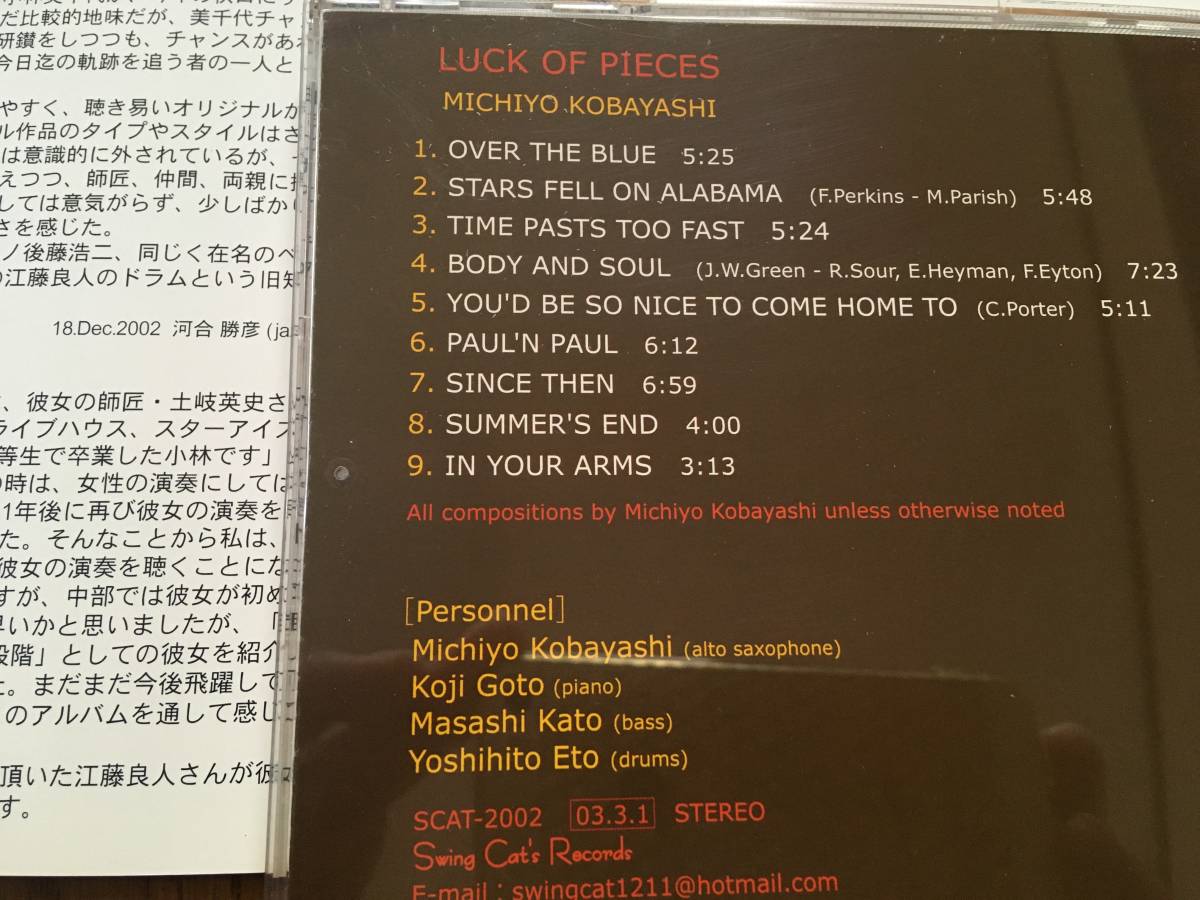 だ比較的地味だが、美千代チャ
研鑽をしつつも、チャンスがあ
今日迄の軌跡を追う者の一人と
やすく、聴き易いオリジナルか
ル作品のタイプやスタイルはさ
は意識的に外されているが、
えつつ、師匠、仲間、両親に
しては意気がらず、少しばかり
さを感じた。
ノ後藤浩二、同じく在名のベ
の江藤良人のドラムという旧知
18.Dec.2002 河合 勝彦 (ja
、彼女の師匠・土岐英史さ
ライブハウス、スターアイズ
等生で卒業した小林です」
の時は、女性の演奏にしては
1年後に再び彼女の演奏を
た。そんなことから私は、
彼女の演奏を聴くことにな
すが、中部では彼女が初め
早いかと思いましたが、「
段階」としての彼女を紹介し
た。まだまだ今後飛躍して
のアルバムを通して感じ
頂いた江藤良人さんが彼女
す。
LUCK OF PIECES
MICHIYO KOBAYASHI
1. OVER THE BLUE 5:25
2. STARS FELL ON ALABAMA (F.Perkins - M.Parish) 5:48
3. TIME PASTS TOO FAST 5:24
4. BODY AND SOUL (J.W.Green - R.Sour, E.Heyman, F.Eyton) 7:23
5. YOU'D BE SO NICE TO COME HOME TO (C.Porter) 5:11
6. PAUL'N PAUL 6:12
7. SINCE THEN 6:59
8. SUMMER'S END 4:00
9. IN YOUR ARMS 3:13
All compositions by Michiyo Kobayashi unless otherwise noted
[Personnel]
Michiyo Kobayashi (alto saxophone)
Koji Goto (piano)
Masashi Kato (bass)
Yoshihito Eto (drums)
SCAT-2002 03.3.1 STEREO
Swing Cat's Records
E-mail : swingcat1211@hotmail.com